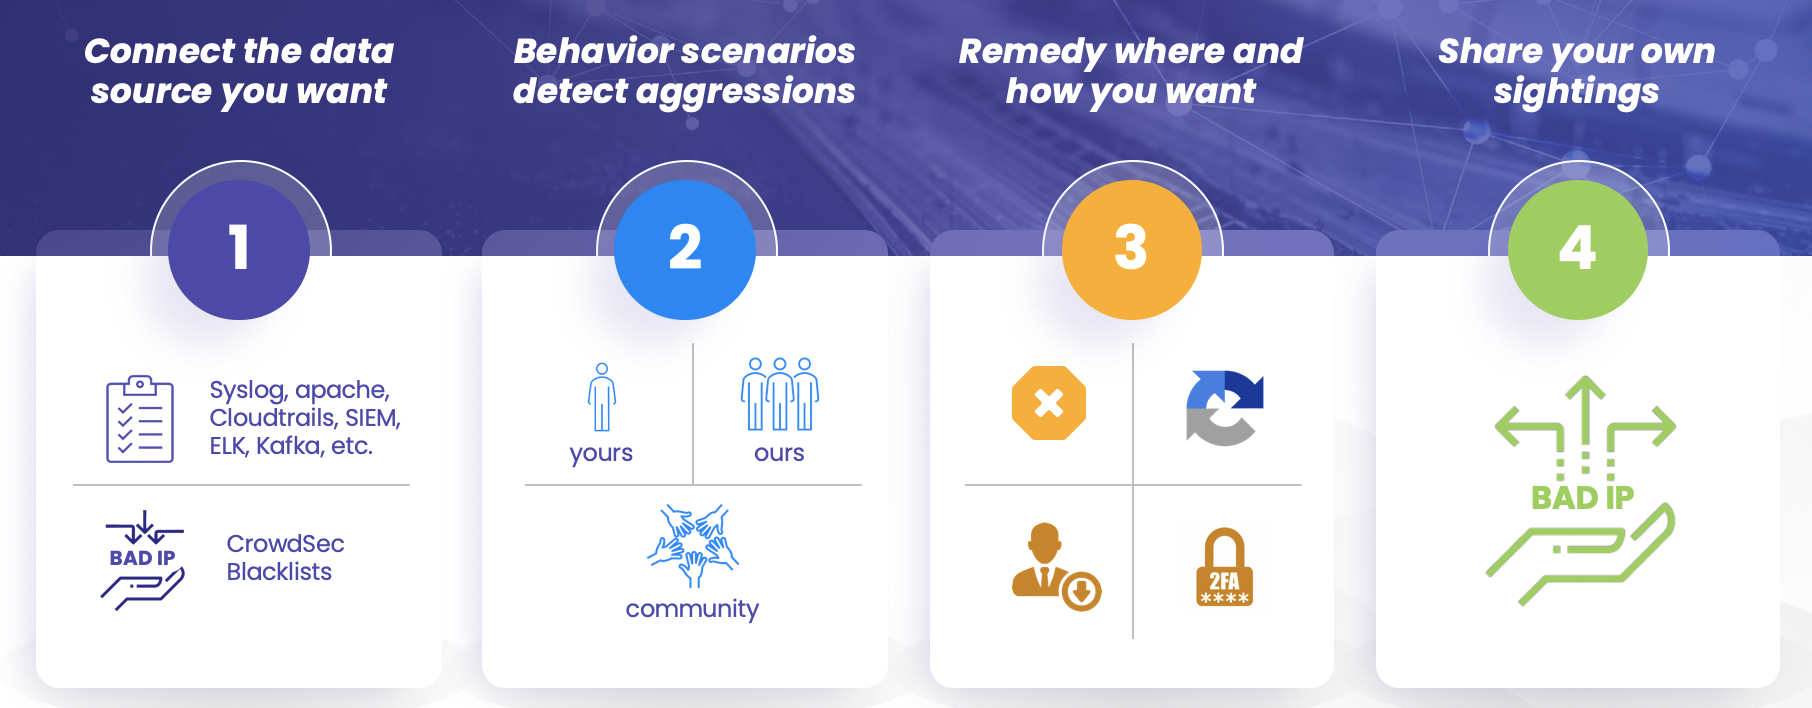 Connect the data
source you want
Behavior scenarios
detect aggressions
Remedy where and
how you want
Share your own
sightings
1
2
3
4
Syslog, apache,
Cloudtrails, SIEM,
ELK, Kafka, etc.
BAD IP
CrowdSec
Blacklists
yours
ours
community
2FA
****
BAD IP